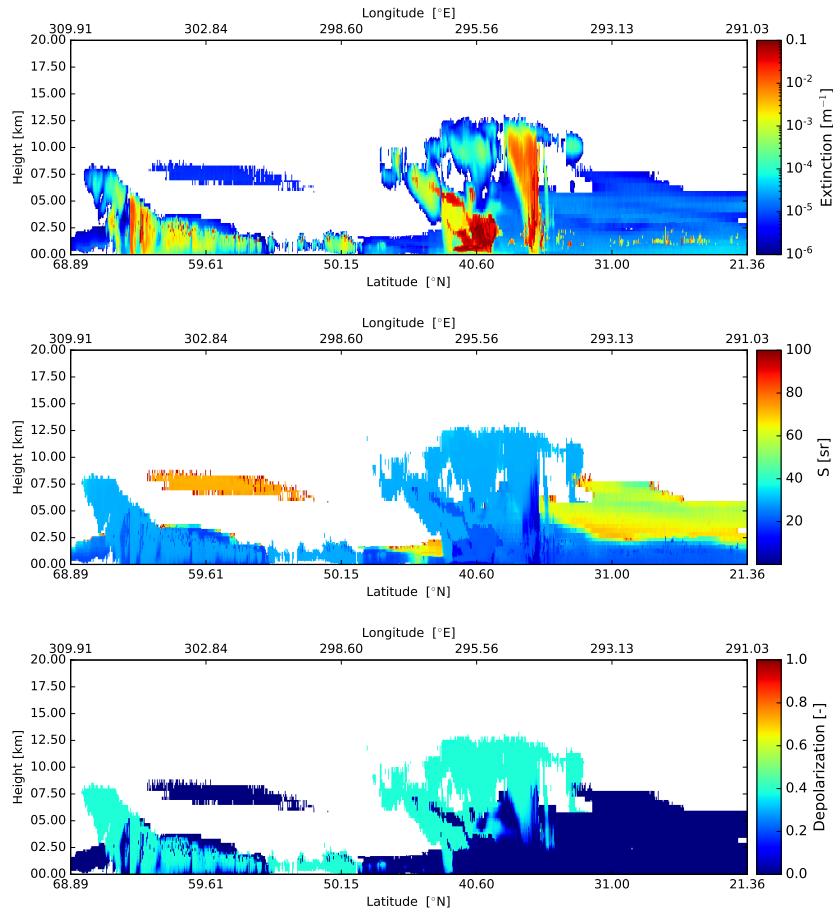 Longitude [°E]
309.91 302.84 298.60 295.56 293.13 291.03
20.00
17.50
15.00
12.50
10.00
07.50
05.00
02.50
00.00
Height [km]
68.89 59.61 50.15 40.60 31.00 21.36
Latitude [°N]
0.1
10⁻²
10⁻³
10⁻⁴
10⁻⁵
10⁻⁶
Extinction [m⁻¹]
Longitude [°E]
309.91 302.84 298.60 295.56 293.13 291.03
20.00
17.50
15.00
12.50
10.00
07.50
05.00
02.50
00.00
Height [km]
68.89 59.61 50.15 40.60 31.00 21.36
Latitude [°N]
100
80
60
40
20
S [sr]
Longitude [°E]
309.91 302.84 298.60 295.56 293.13 291.03
20.00
17.50
15.00
12.50
10.00
07.50
05.00
02.50
00.00
Height [km]
68.89 59.61 50.15 40.60 31.00 21.36
Latitude [°N]
1.0
0.8
0.6
0.4
0.2
0.0
Depolarization [-]